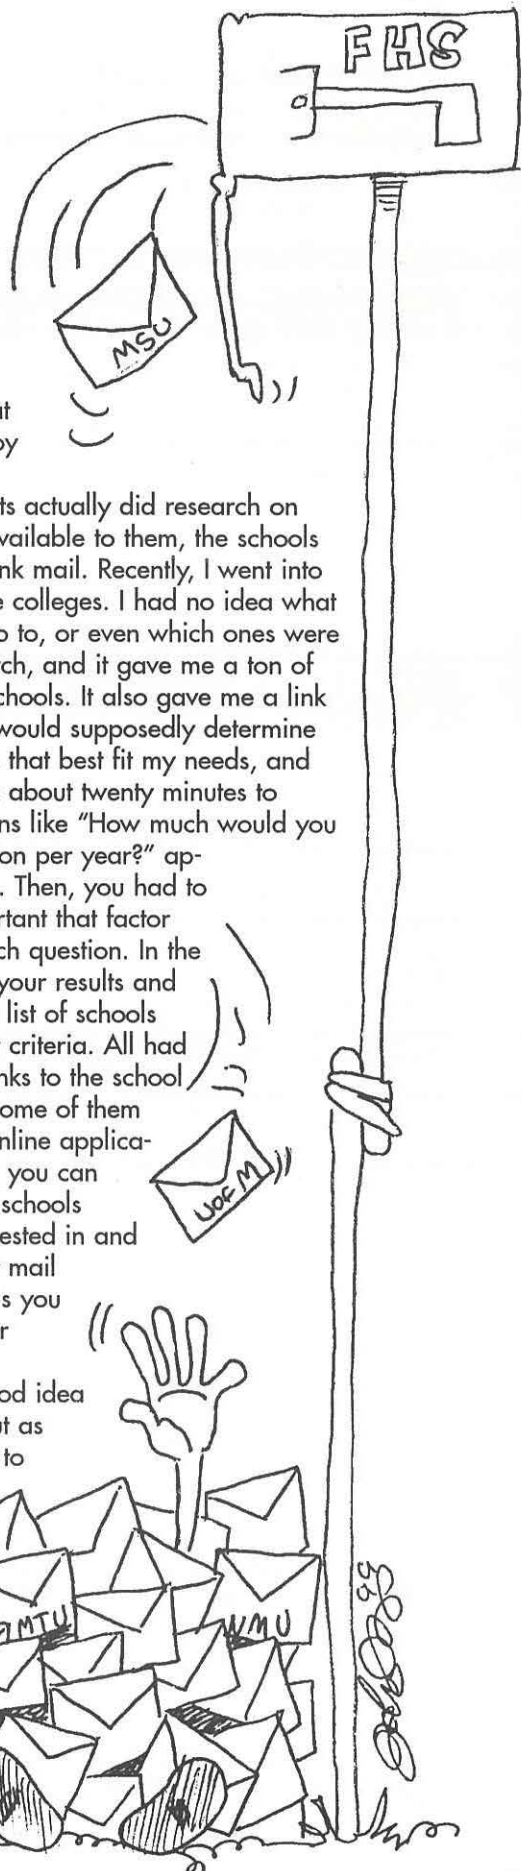 FHS
MSU
at
by
ts actually did research on
vailable to them, the schools
nk mail. Recently, I went into
e colleges. I had no idea what
o to, or even which ones were
ch, and it gave me a ton of
chools. It also gave me a link
would supposedly determine
that best fit my needs, and
about twenty minutes to
ns like "How much would you
on per year?" ap-
. Then, you had to
rtant that factor
ch question. In the
your results and
list of schools
r criteria. All had
nks to the school
ome of them
nline applica-
you can
schools
ested in and
mail
s you
r
od idea
ut as
to
UOFM
MTU
NMU
99